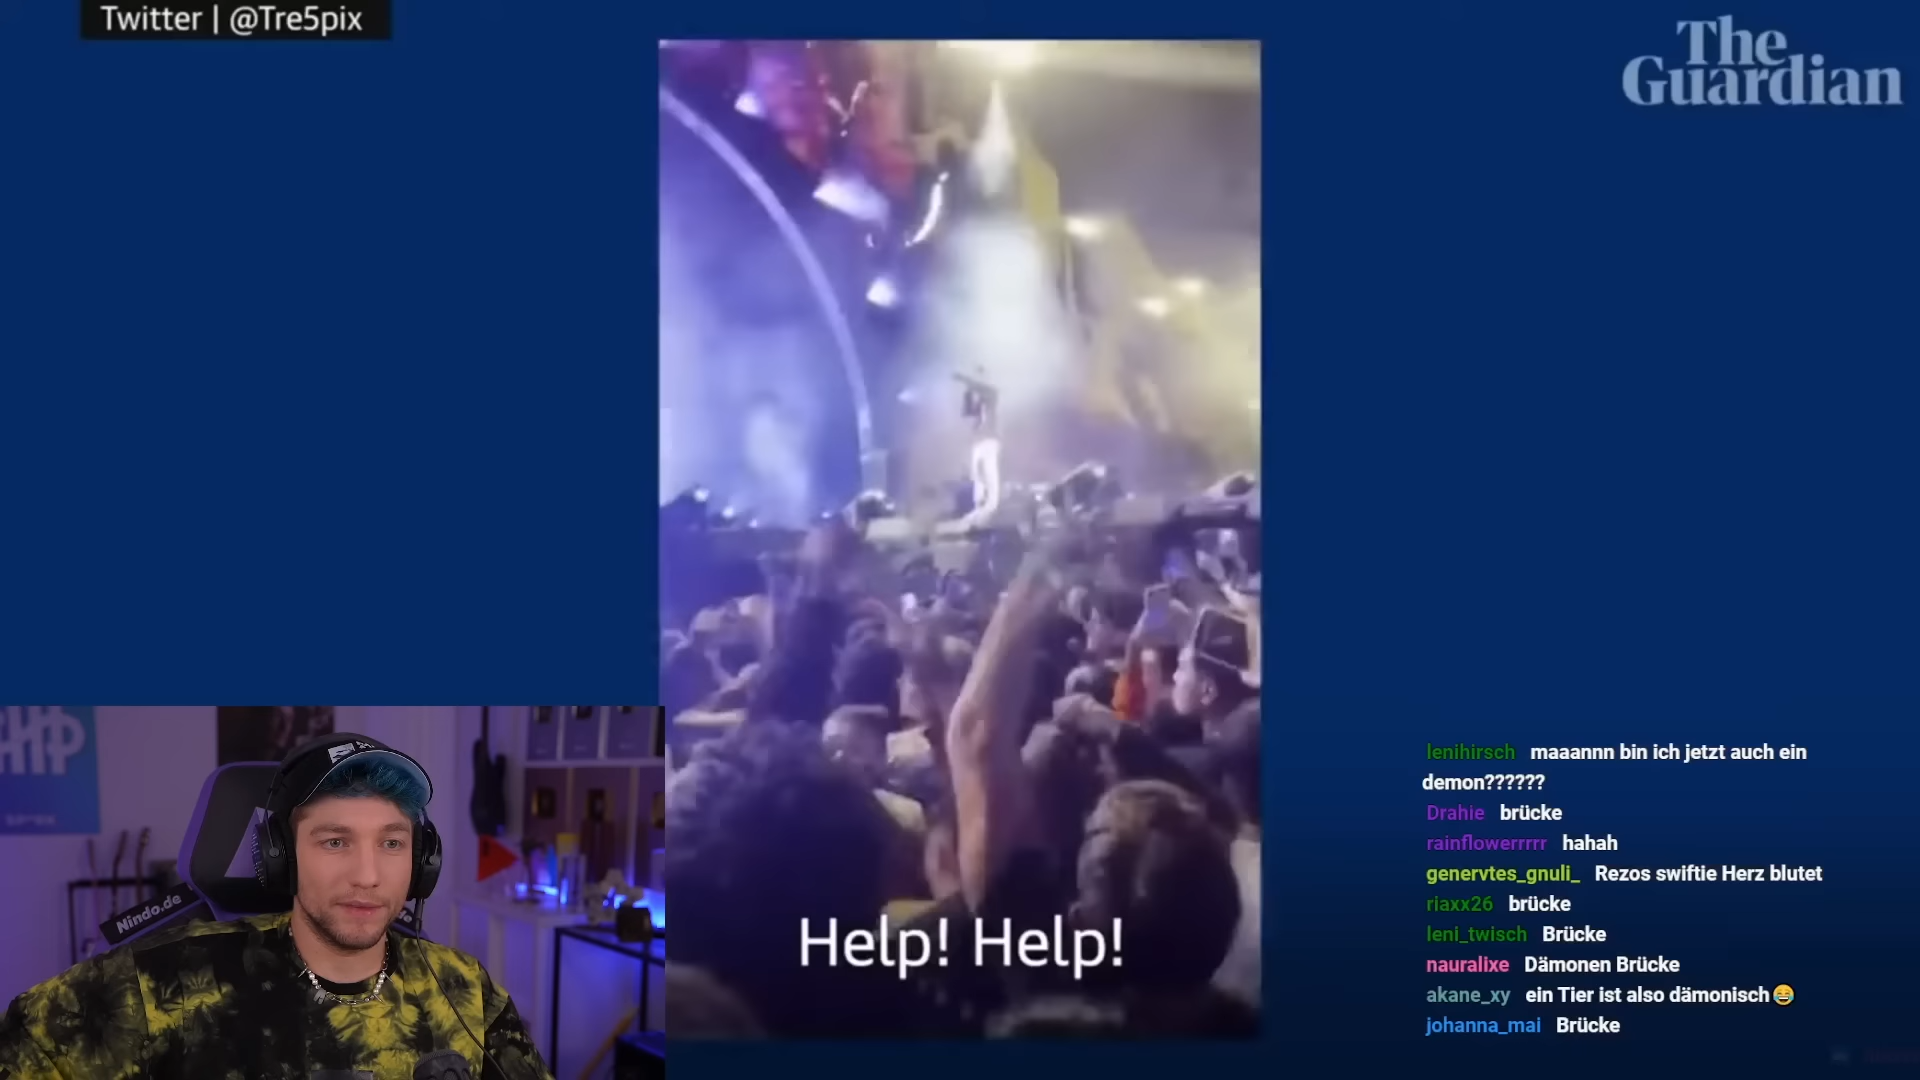 Twitter | @Tre5pix
The
Guardian
Help! Help!
Nindo.de
lenihirsch maaannn bin ich jetzt auch ein
demon??????
Drahie brücke
rainflowerrrrr hahah
genervtes_gnuli_ Rezos swiftie Herz blutet
riaxx26 brücke
leni_twisch Brücke
nauralixe Dämonen Brücke
akane_xy ein Tier ist also dämonisch😂
johanna_mai Brücke